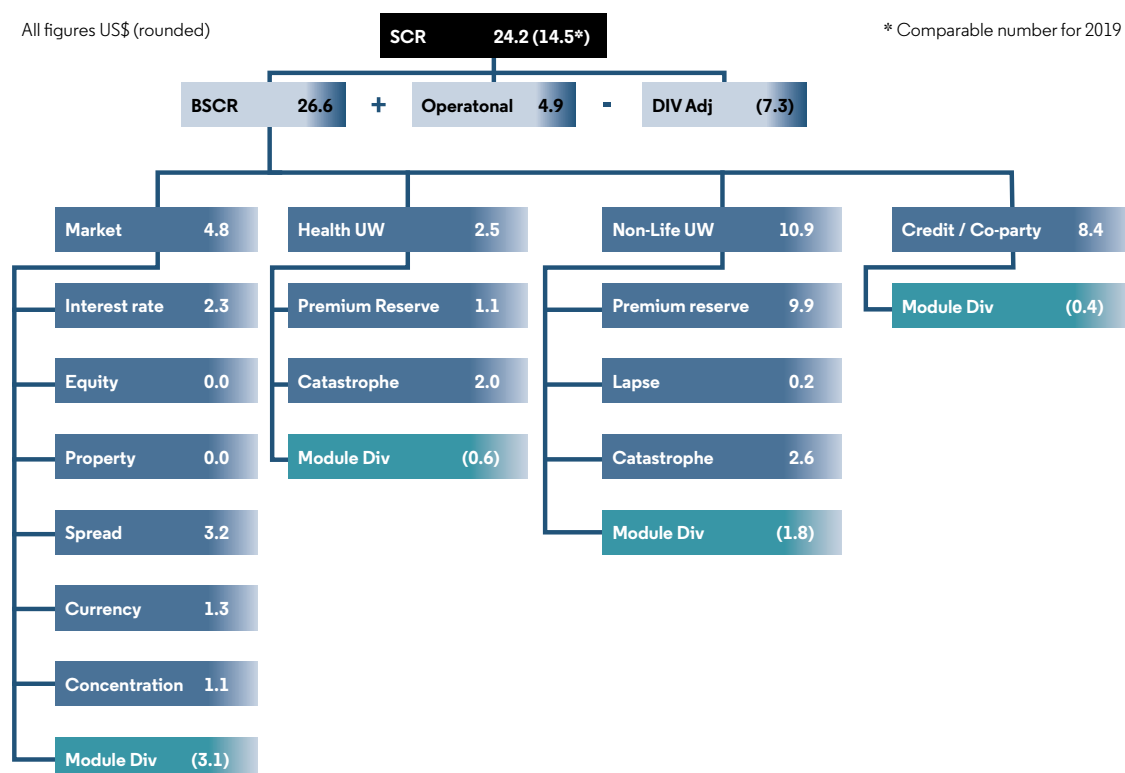 All figures US$ (rounded)
SCR 24.2 (14.5*)
* Comparable number for 2019
BSCR 26.6 + Operatonal 4.9 - DIV Adj (7.3)
Market 4.8
Health UW 2.5
Non-Life UW 10.9
Credit / Co-party 8.4
Interest rate 2.3
Premium Reserve 1.1
Premium reserve 9.9
Module Div (0.4)
Equity 0.0
Catastrophe 2.0
Lapse 0.2
Property 0.0
Module Div (0.6)
Catastrophe 2.6
Spread 3.2
Module Div (1.8)
Currency 1.3
Concentration 1.1
Module Div (3.1)